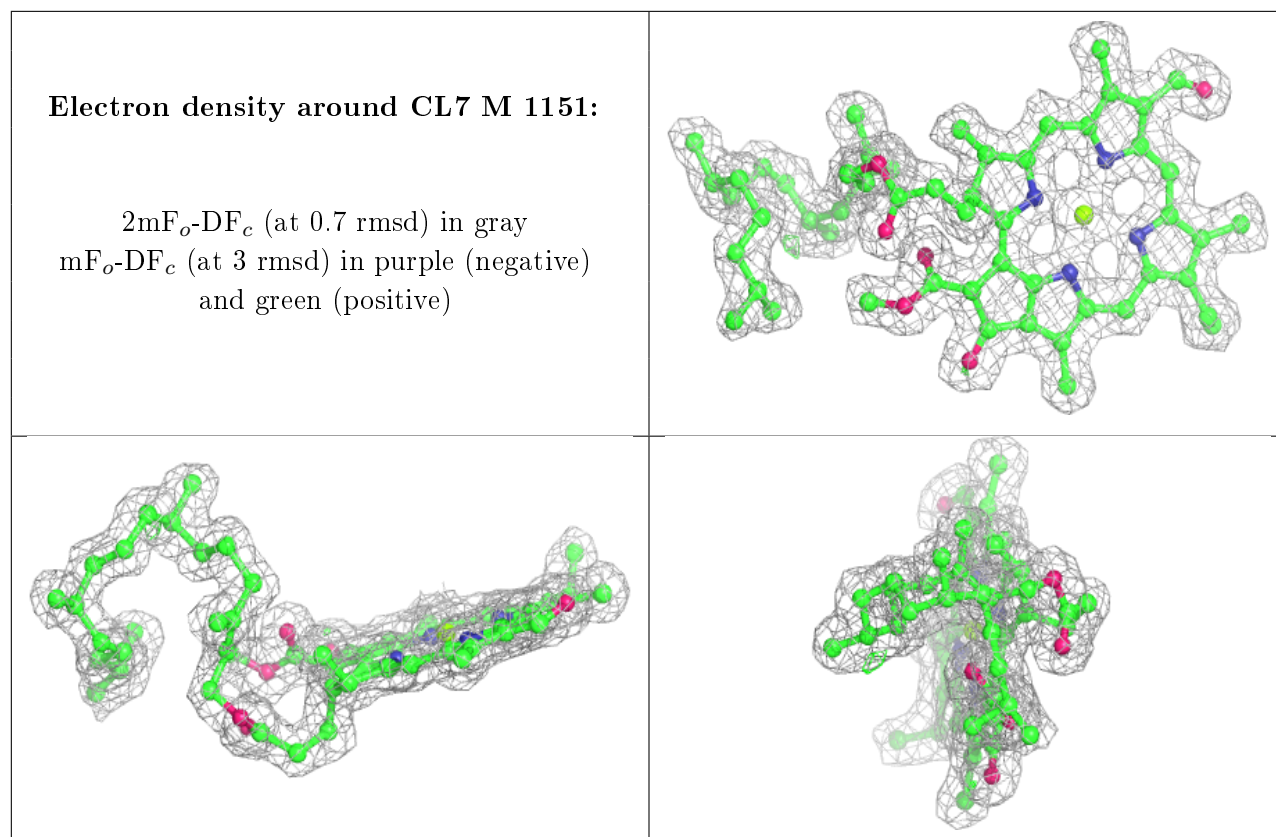 Electron density around CL7 M 1151:
2mFₒ-DF𝒸 (at 0.7 rmsd) in gray
mFₒ-DF𝒸 (at 3 rmsd) in purple (negative)
and green (positive)